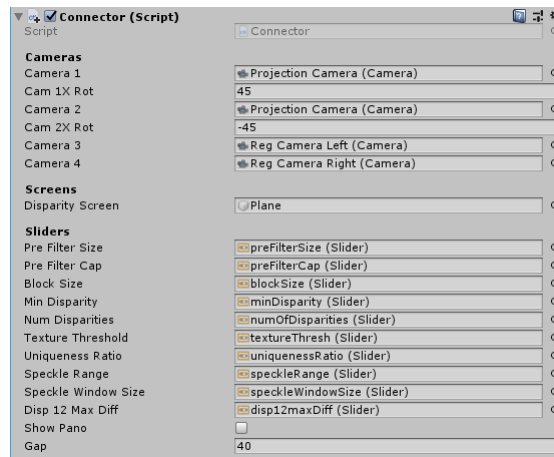 Connector (Script)
Script Connector
Cameras
Camera 1 Projection Camera (Camera)
Cam 1X Rot 45
Camera 2 Projection Camera (Camera)
Cam 2X Rot -45
Camera 3 Reg Camera Left (Camera)
Camera 4 Reg Camera Right (Camera)
Screens
Disparity Screen Plane
Sliders
Pre Filter Size preFilterSize (Slider)
Pre Filter Cap preFilterCap (Slider)
Block Size blockSize (Slider)
Min Disparity minDisparity (Slider)
Num Disparities numOfDisparities (Slider)
Texture Threshold textureThresh (Slider)
Uniqueness Ratio uniquenessRatio (Slider)
Speckle Range speckleRange (Slider)
Speckle Window Size speckleWindowSize (Slider)
Disp 12 Max Diff disp12maxDiff (Slider)
Show Pano
Gap 40